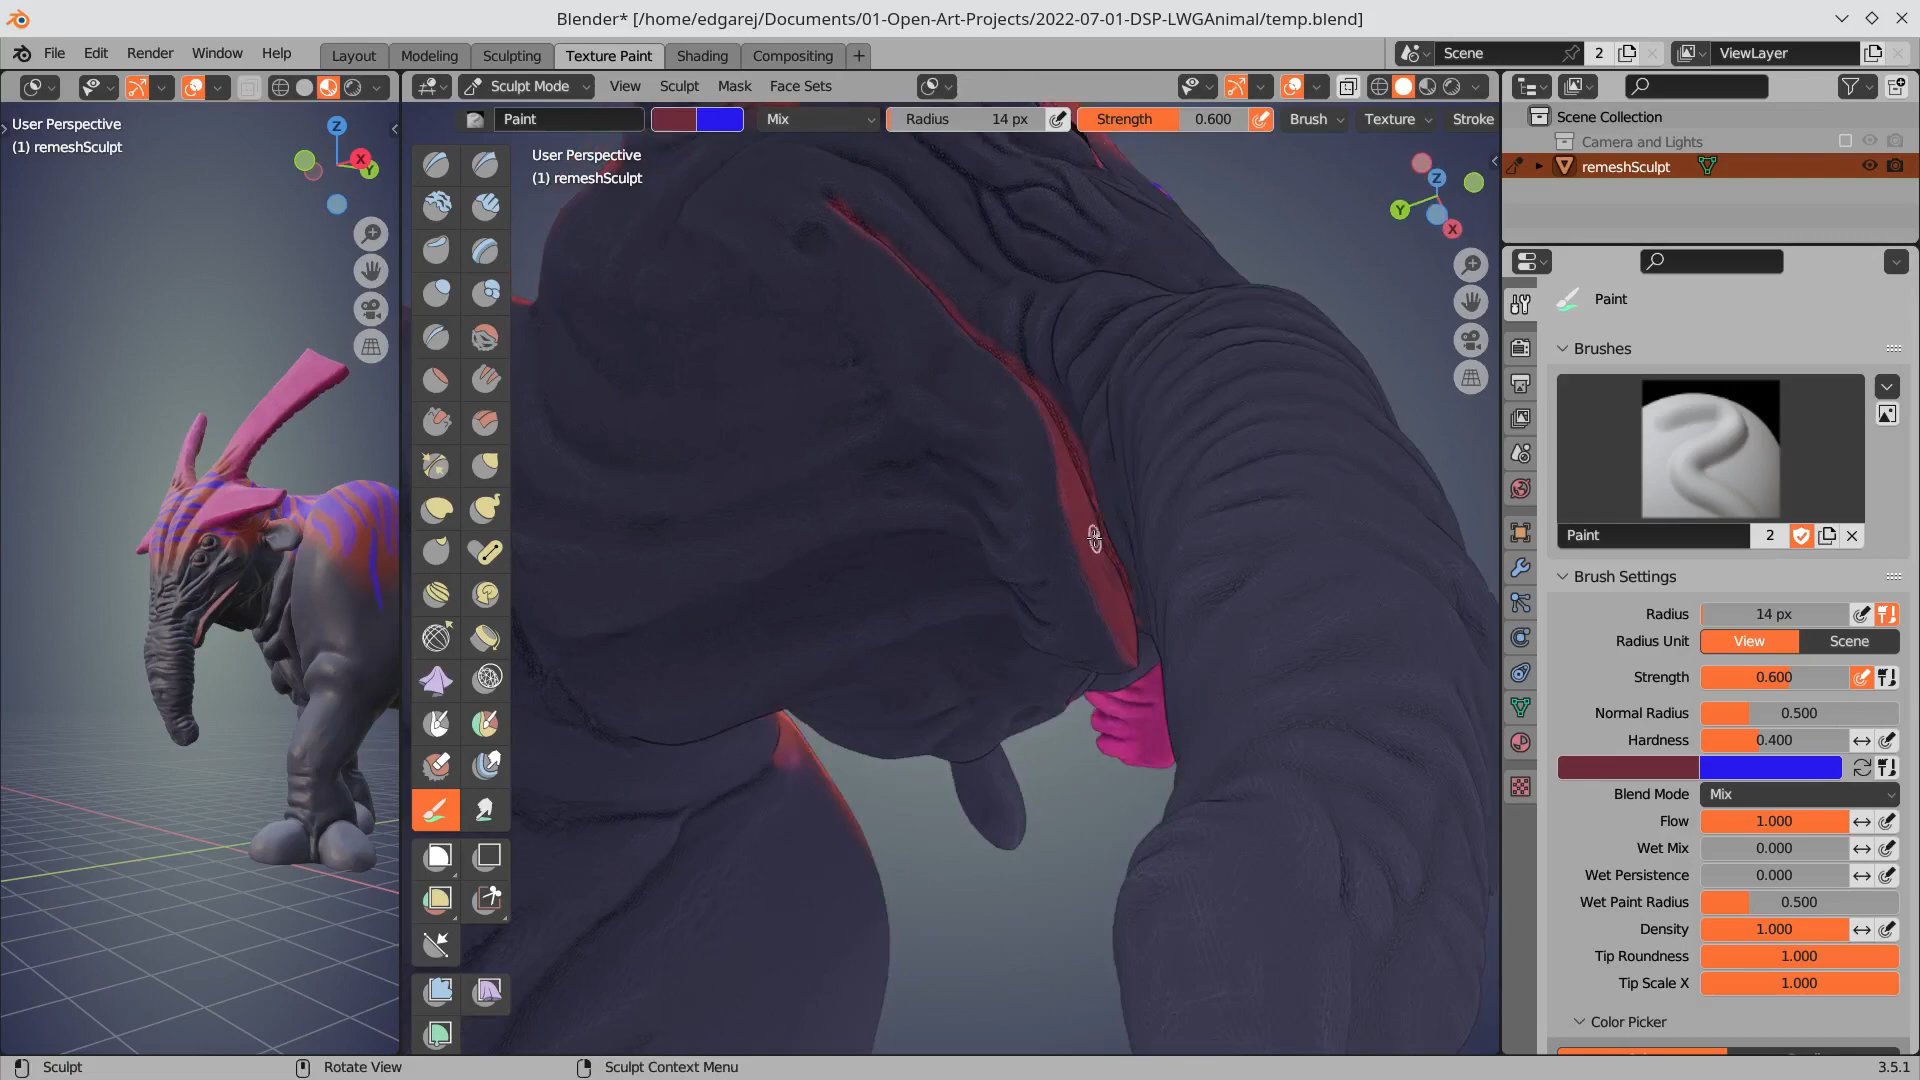 Blender* [/home/edgarej/Documents/01-Open-Art-Projects/2022-07-01-DSP-LWGAnimal/temp.blend]
File Edit Render Window Help
Layout Modeling Sculpting Texture Paint Shading Compositing +
Scene 2
ViewLayer
Sculpt Mode View Sculpt Mask Face Sets
Paint Mix Radius 14 px Strength 0.600 Brush Texture Stroke
User Perspective
(1) remeshSculpt
Z
X
Y
User Perspective
(1) remeshSculpt
Z
Y
X
Scene Collection
Camera and Lights
remeshSculpt
Paint
Brushes
Paint 2
Brush Settings
Radius 14 px
Radius Unit View Scene
Strength 0.600
Normal Radius 0.500
Hardness 0.400
Blend Mode Mix
Flow 1.000
Wet Mix 0.000
Wet Persistence 0.000
Wet Paint Radius 0.500
Density 1.000
Tip Roundness 1.000
Tip Scale X 1.000
Color Picker
Sculpt Rotate View Sculpt Context Menu 3.5.1